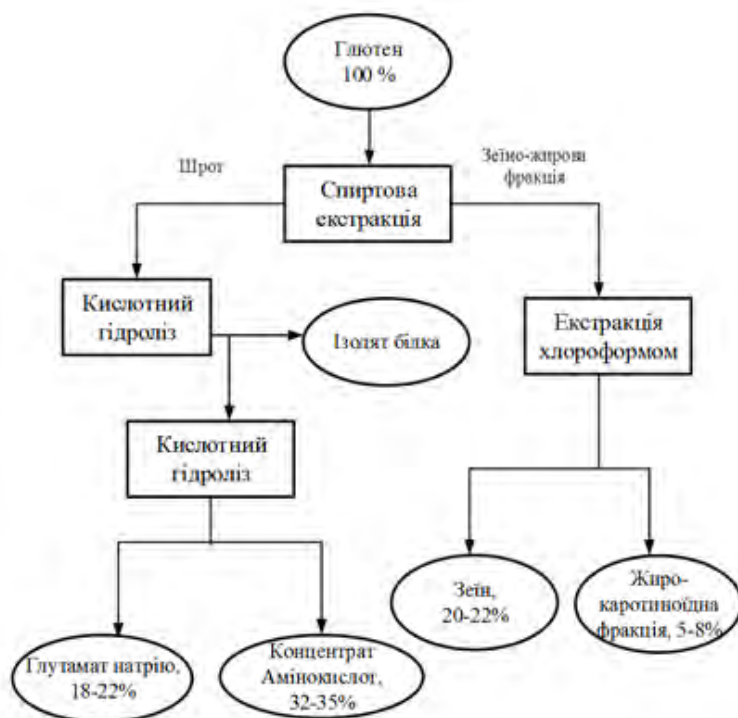 Глютен
100 %
Шрот
Зеїно-жирова
фракція
Спиртова
екстракція
Кислотний
гідроліз
Ізолят білка
Екстракція
хлороформом
Кислотний
гідроліз
Зеїн,
20-22%
Жиро-
каротиноїдна
фракція, 5-8%
Глутамат натрію,
18-22%
Концентрат
Амінокислот,
32-35%